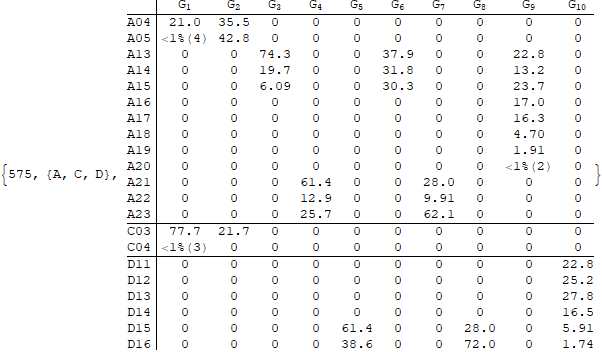 G1 G2 G3 G4 G5 G6 G7 G8 G9 G10
A04 21.0 35.5 0 0 0 0 0 0 0 0
A05 <1%(4) 42.8 0 0 0 0 0 0 0 0
A13 0 0 74.3 0 0 37.9 0 0 22.8 0
A14 0 0 19.7 0 0 31.8 0 0 13.2 0
A15 0 0 6.09 0 0 30.3 0 0 23.7 0
A16 0 0 0 0 0 0 0 0 17.0 0
A17 0 0 0 0 0 0 0 0 16.3 0
A18 0 0 0 0 0 0 0 0 4.70 0
A19 0 0 0 0 0 0 0 0 1.91 0
A20 0 0 0 0 0 0 0 0 <1%(2) 0
{575, {A, C, D}, }
A21 0 0 0 61.4 0 0 28.0 0 0 0
A22 0 0 0 12.9 0 0 9.91 0 0 0
A23 0 0 0 25.7 0 0 62.1 0 0 0
C03 77.7 21.7 0 0 0 0 0 0 0 0
C04 <1%(3) 0 0 0 0 0 0 0 0 0
D11 0 0 0 0 0 0 0 0 0 22.8
D12 0 0 0 0 0 0 0 0 0 25.2
D13 0 0 0 0 0 0 0 0 0 27.8
D14 0 0 0 0 0 0 0 0 0 16.5
D15 0 0 0 0 61.4 0 0 28.0 0 5.91
D16 0 0 0 0 38.6 0 0 72.0 0 1.74